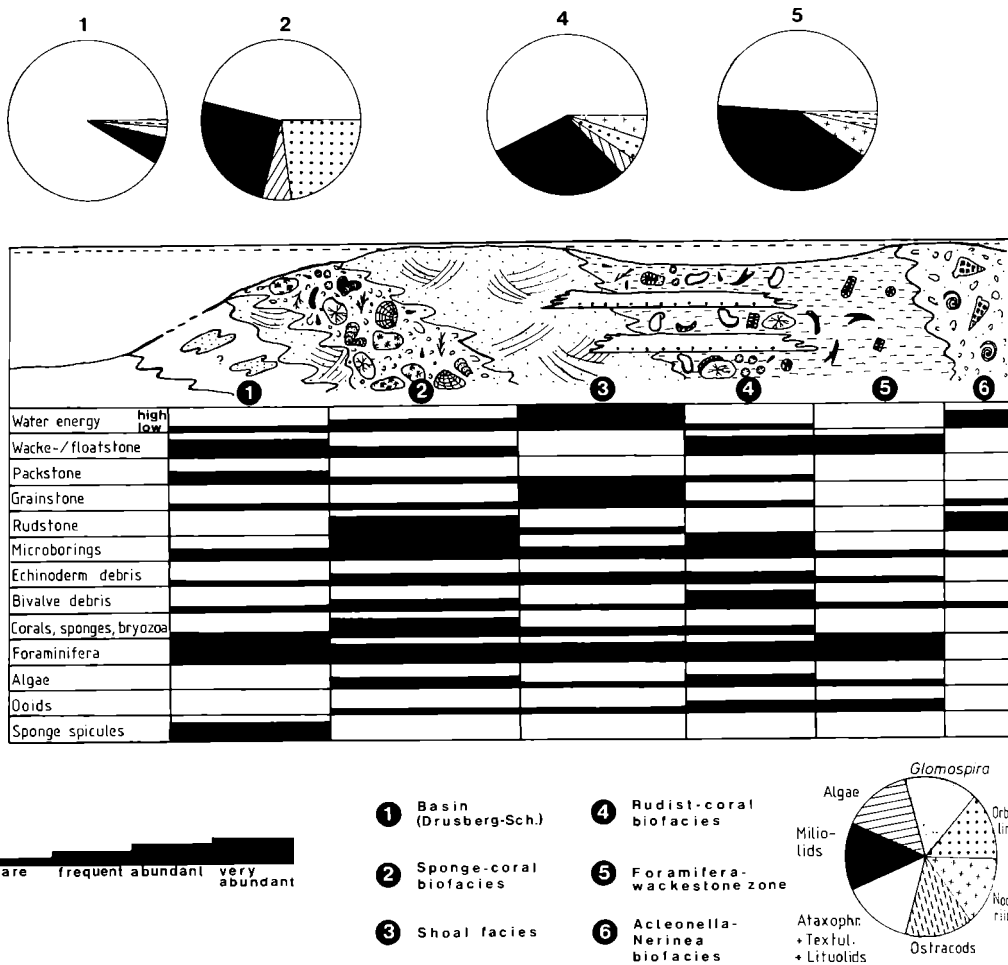 1
2
4
5
1
2
3
4
5
6
Water energy high low
Wacke-/floatstone
Packstone
Grainstone
Rudstone
Microborings
Echinoderm debris
Bivalve debris
Corals, sponges, bryozoa
Foraminifera
Algae
Ooids
Sponge spicules
frequent abundant very
abundant
1 Basin
(Drusberg-Sch.)
2 Sponge-coral
biofacies
3 Shoal facies
4 Rudist-coral
biofacies
5 Foramifera-
wackestone zone
6 Acleonella-
Nerinea
biofacies
Glomospira
Algae
Milio-
lids
Ataxophr.
+ Textul.
+ Lituolids
Ostracods